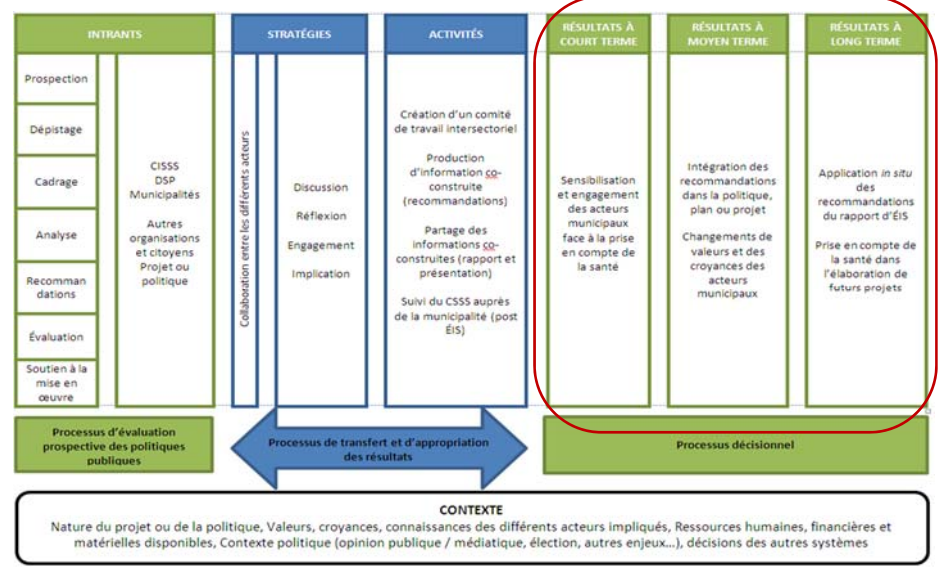 INTRANTS
STRATÉGIES
ACTIVITÉS
RÉSULTATS À
COURT TERME
RÉSULTATS À
MOYEN TERME
RÉSULTATS À
LONG TERME
Prospection
Dépistage
Cadrage
Analyse
Recomman
dations
Évaluation
Soutien à la
mise en
œuvre
CISSS
DSP
Municipalités
Autres
organisations
et citoyens
Projet ou
politique
Collaboration entre les différents acteurs
Discussion
Réflexion
Engagement
Implication
Création d'un comité
de travail intersectoriel
Production
d'information co-
construite
(recommandations)
Partage des
informations co-
construites (rapport et
présentation)
Suivi du CSSS auprès
de la municipalité (post
ÉIS)
Sensibilisation
et engagement
des acteurs
municipaux
face à la prise
en compte de
la santé
Intégration des
recommandations
dans la politique,
plan ou projet
Changements de
valeurs et des
croyances des
acteurs
municipaux
Application in situ
des
recommandations
du rapport d'ÉIS
Prise en compte de
la santé dans
l'élaboration de
futurs projets
Processus d'évaluation
prospective des politiques
publiques
Processus de transfert et d'appropriation
des résultats
Processus décisionnel
CONTEXTE
Nature du projet ou de la politique, Valeurs, croyances, connaissances des différents acteurs impliqués, Ressources humaines, financières et
matérielles disponibles, Contexte politique (opinion publique / médiatique, élection, autres enjeux...), décisions des autres systèmes